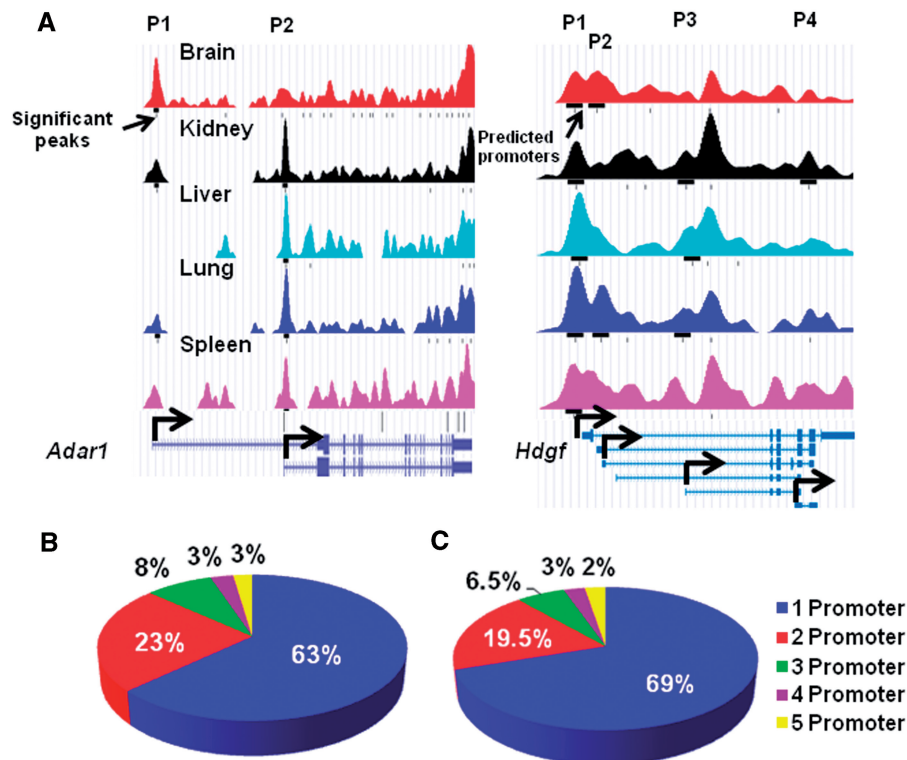 A
P1
P2
Brain
Significant
peaks
Kidney
Liver
Lung
Spleen
Adar1
P1
P2
P3
P4
Predicted
promoters
Hdgf
B
8%
3%
3%
23%
63%
C
6.5%
3%
2%
19.5%
69%
1 Promoter
2 Promoter
3 Promoter
4 Promoter
5 Promoter